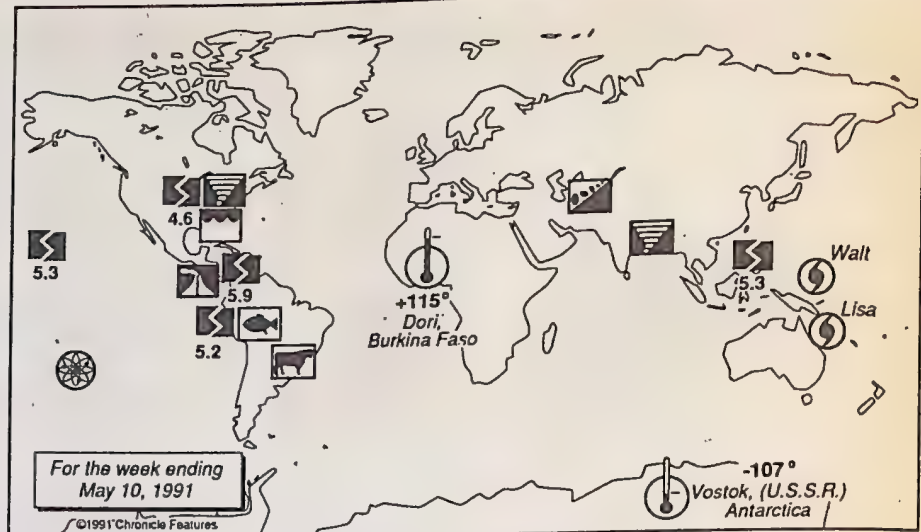 4.6
5.3
5.9
5.2
+115°
Dori,
Burkina Faso
5.3
Walt
Lisa
For the week ending
May 10, 1991
©1991 Chronicle Features
-107°
Vostok, (U.S.S.R.)
Antarctica